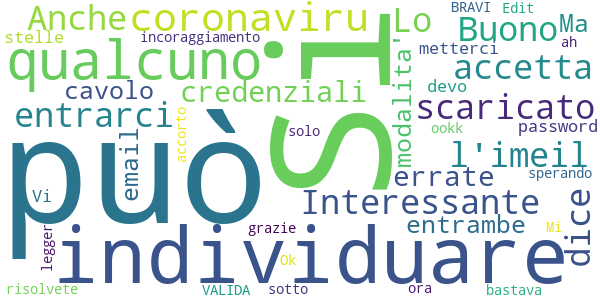 BRAVI Edit
Anche coronaviru Lo Buono Ma
stelle incoraggiamento metterci ah
qualcuno. accetta
cavolo credenziali modalita' devo
entrarci scaricato
accorto solo ookk password
email l'imeil
può SI errate sperando
Vi Interessante
grazie entrambe Mi dice
legger individuare
Ok
risolvete VALIDA sotto ora bastava